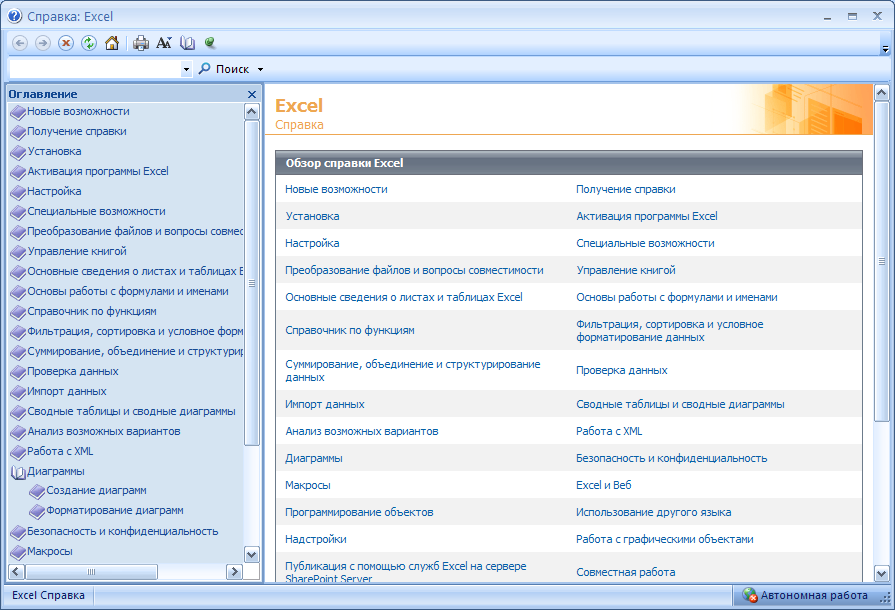 Справка: Excel
Поиск
Оглавление
Новые возможности
Получение справки
Установка
Активация программы Excel
Настройка
Специальные возможности
Преобразование файлов и вопросы совмес
Управление книгой
Основные сведения о листах и таблицах E
Основы работы с формулами и именами
Справочник по функциям
Фильтрация, сортировка и условное форм
Суммирование, объединение и структурир
Проверка данных
Импорт данных
Сводные таблицы и сводные диаграммы
Анализ возможных вариантов
Работа с XML
Диаграммы
Создание диаграмм
Форматирование диаграмм
Безопасность и конфиденциальность
Макросы
Excel
Справка
Обзор справки Excel
Новые возможности Получение справки
Установка Активация программы Excel
Настройка Специальные возможности
Преобразование файлов и вопросы совместимости Управление книгой
Основные сведения о листах и таблицах Excel Основы работы с формулами и именами
Справочник по функциям
Фильтрация, сортировка и условное
форматирование данных
Суммирование, объединение и структурирование
данных
Проверка данных
Импорт данных Сводные таблицы и сводные диаграммы
Анализ возможных вариантов Работа с XML
Диаграммы Безопасность и конфиденциальность
Макросы Excel и Веб
Программирование объектов Использование другого языка
Надстройки Работа с графическими объектами
Публикация с помощью служб Excel на сервере
SharePoint Server
Совместная работа
Excel Справка
Автономная работа